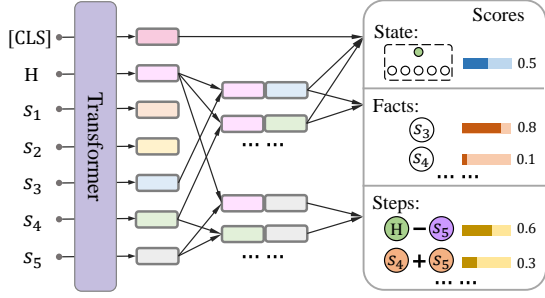 Scores
[CLS]
State:
0.5
H
s₁
s₂
s₃
s₄
s₅
Transformer
... ...
... ...
Facts:
s₃ 0.8
s₄ 0.1
... ...
Steps:
H − s₅ 0.6
s₄ + s₅ 0.3
... ...